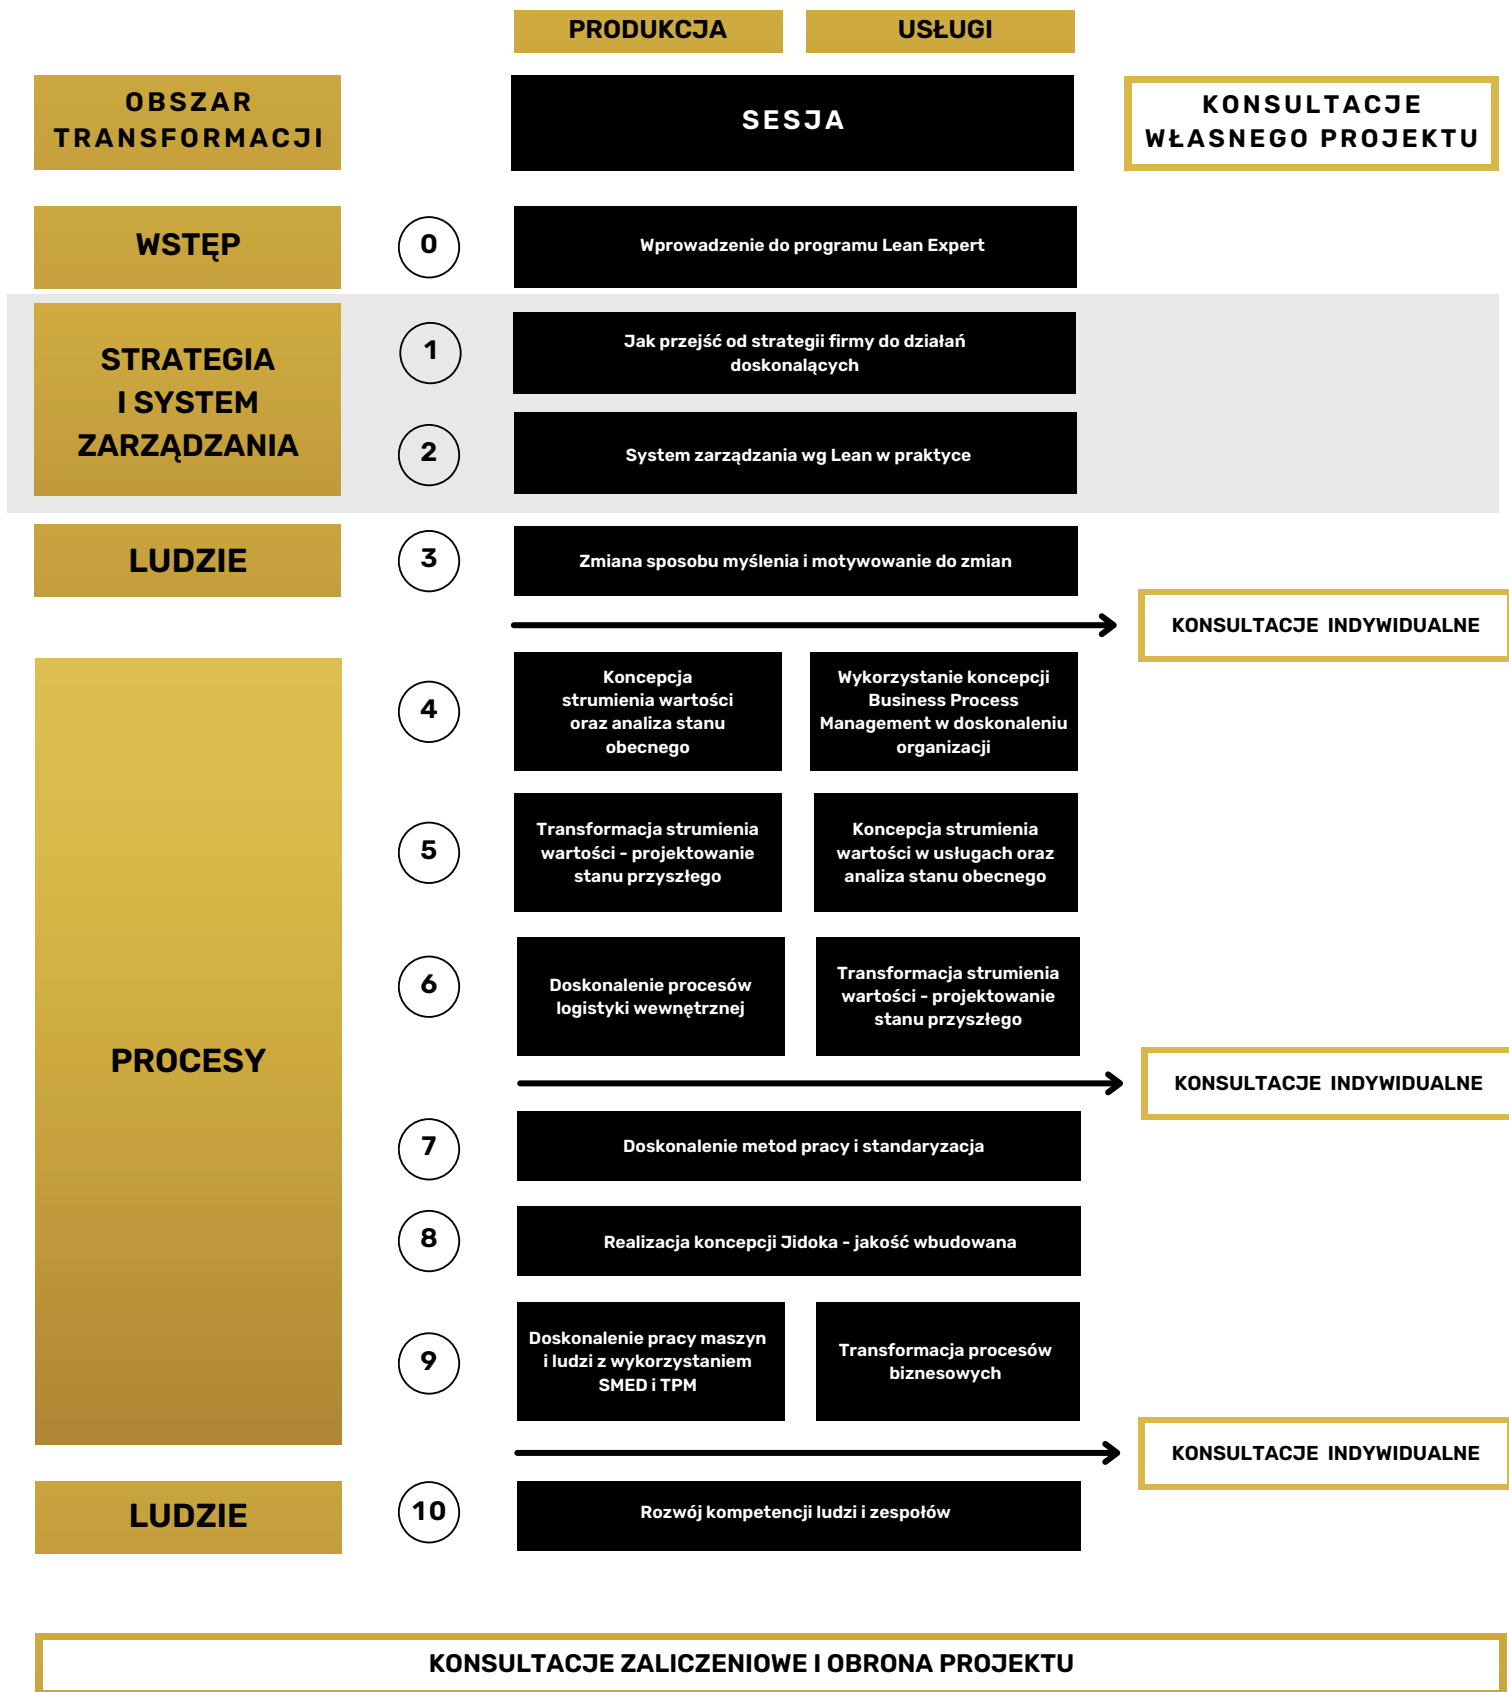 PRODUKCJA
USŁUGI
OBSZAR
TRANSFORMACJI
SESJA
KONSULTACJE
WŁASNEGO PROJEKTU
WSTĘP
0
Wprowadzenie do programu Lean Expert
STRATEGIA
I SYSTEM
ZARZĄDZANIA
1
Jak przejść od strategii firmy do działań
doskonalących
2
System zarządzania wg Lean w praktyce
LUDZIE
3
Zmiana sposobu myślenia i motywowanie do zmian
KONSULTACJE INDYWIDUALNE
PROCESY
4
Koncepcja
strumienia wartości
oraz analiza stanu
obecnego
Wykorzystanie koncepcji
Business Process
Management w doskonaleniu
organizacji
5
Transformacja strumienia
wartości - projektowanie
stanu przyszłego
Koncepcja strumienia
wartości w usługach oraz
analiza stanu obecnego
6
Doskonalenie procesów
logistyki wewnętrznej
Transformacja strumienia
wartości - projektowanie
stanu przyszłego
KONSULTACJE INDYWIDUALNE
7
Doskonalenie metod pracy i standaryzacja
8
Realizacja koncepcji Jidoka - jakość wbudowana
9
Doskonalenie pracy maszyn
i ludzi z wykorzystaniem
SMED i TPM
Transformacja procesów
biznesowych
KONSULTACJE INDYWIDUALNE
LUDZIE
10
Rozwój kompetencji ludzi i zespołów
KONSULTACJE ZALICZENIOWE I OBRONA PROJEKTU